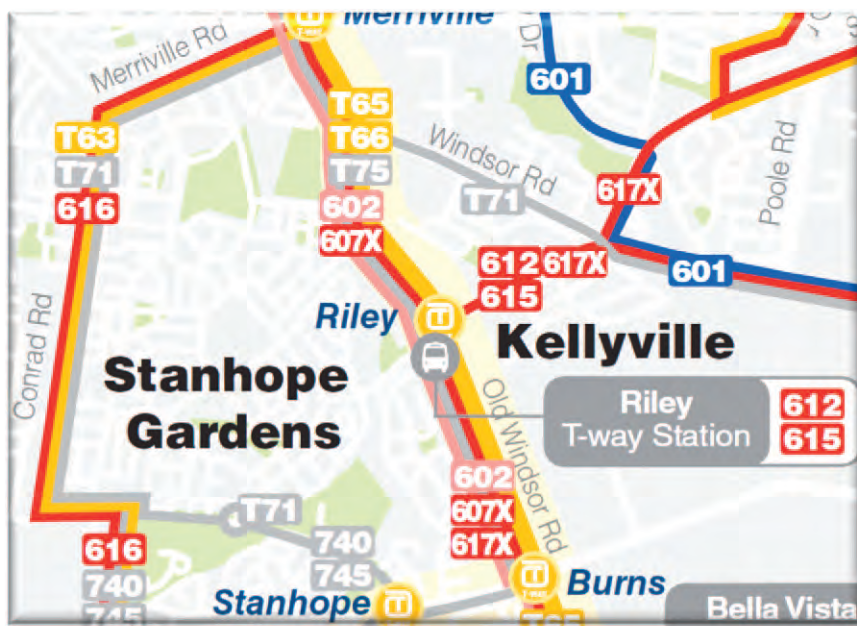 Merriville
Merriville Rd
601
T65
T66
T75
T63
T71
616
Windsor Rd
T71
617X
Poole Rd
602
607X
612 617X
615
601
Riley
Kellyville
Conrad Rd
Stanhope
Gardens
Old Windsor Rd
Riley
T-way Station
612
615
602
607X
617X
T71
740
745
616
740
745
Stanhope
Burns
T65
Bella Vista